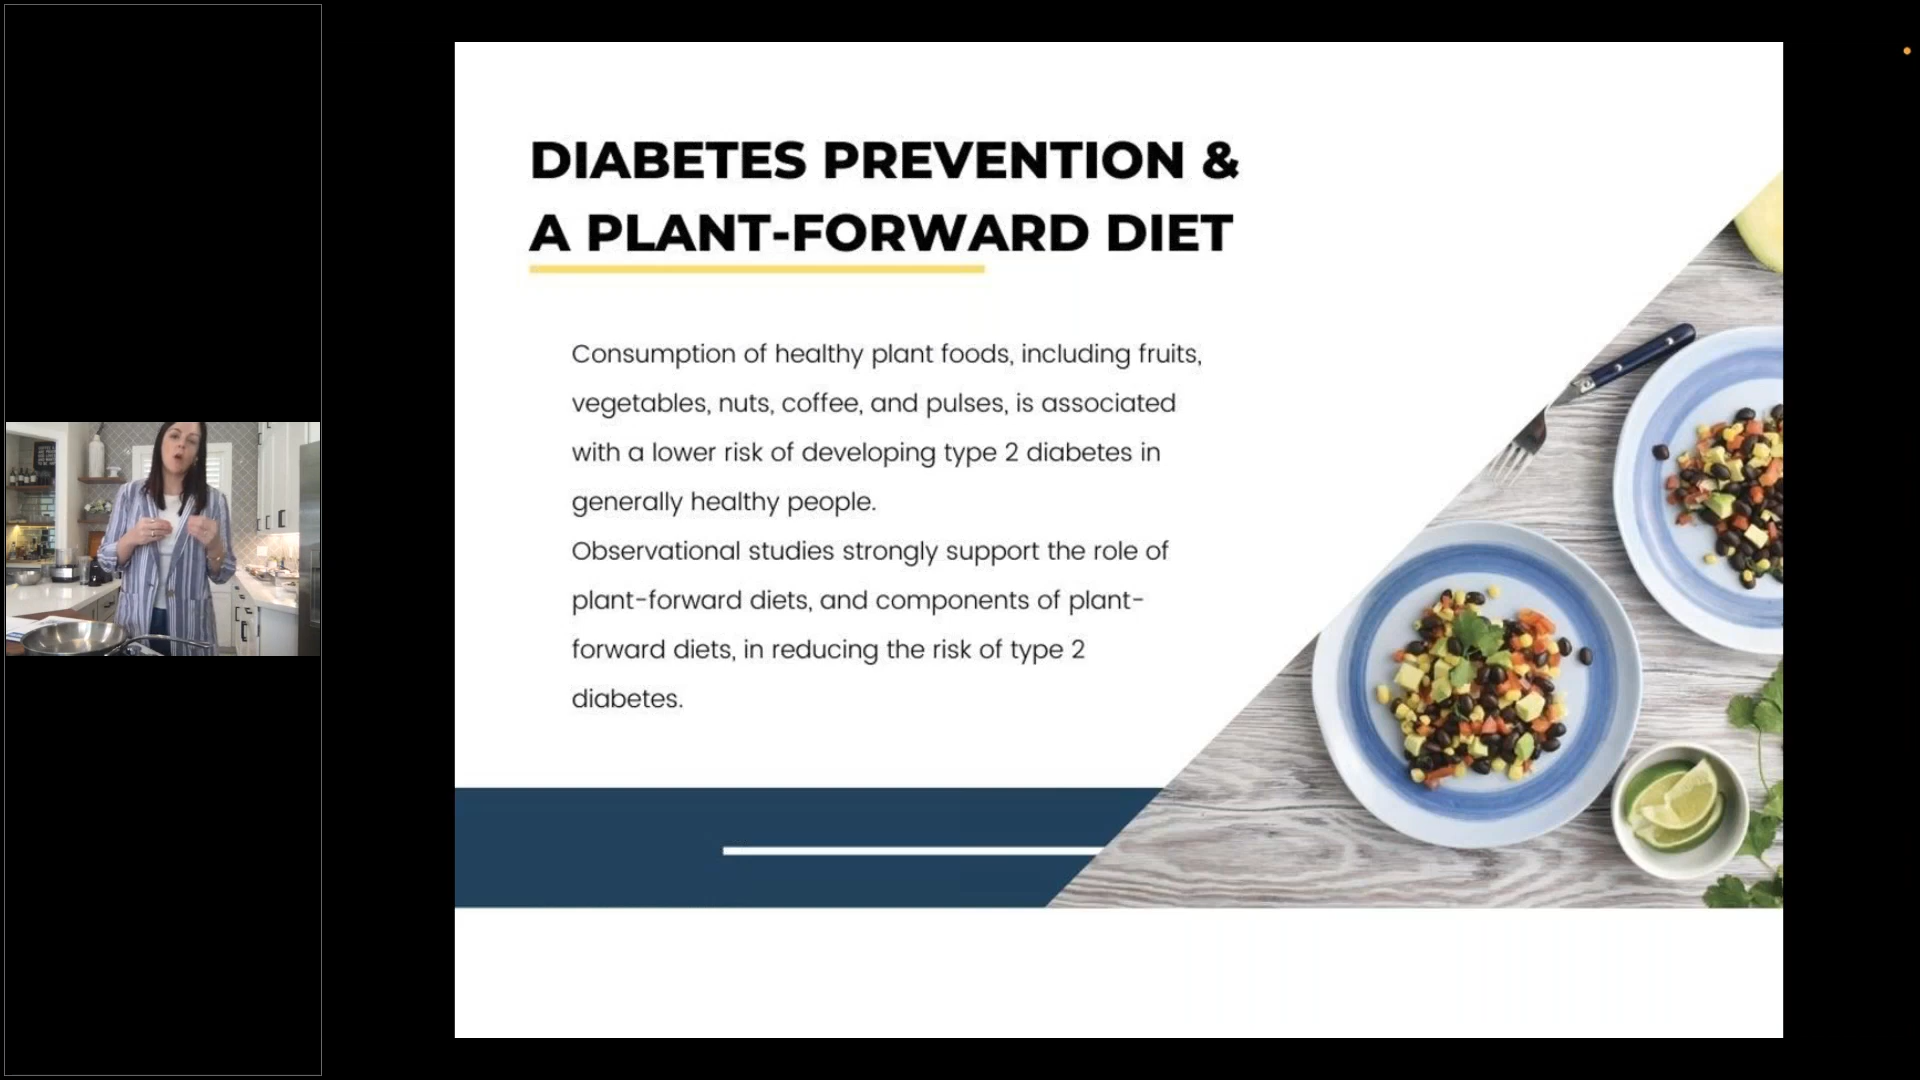 DIABETES PREVENTION &
A PLANT-FORWARD DIET
Consumption of healthy plant foods, including fruits,
vegetables, nuts, coffee, and pulses, is associated
with a lower risk of developing type 2 diabetes in
generally healthy people.
Observational studies strongly support the role of
plant-forward diets, and components of plant-
forward diets, in reducing the risk of type 2
diabetes.